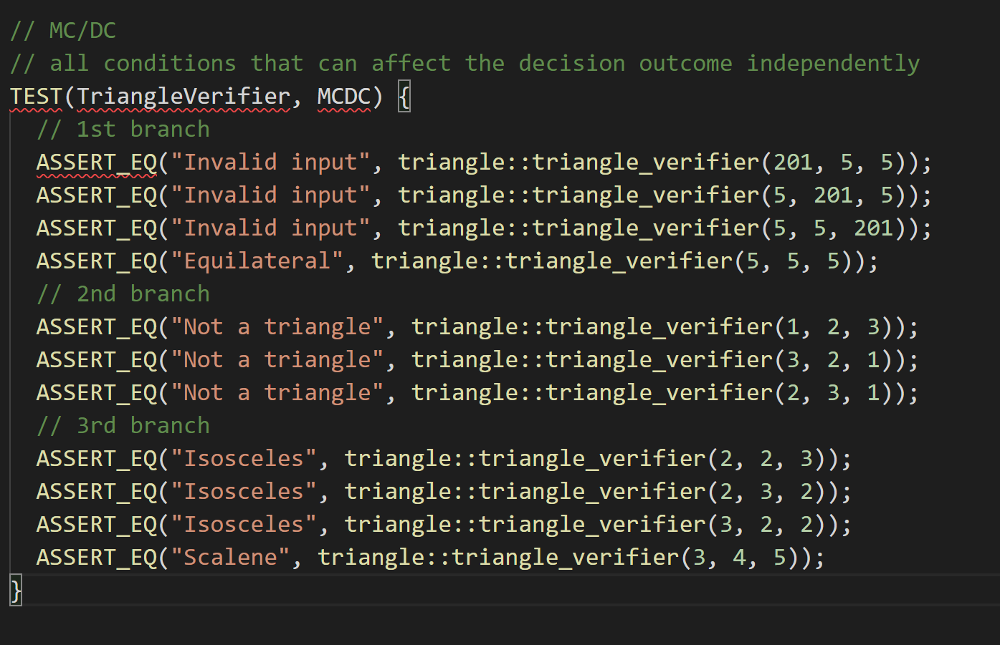 // MC/DC
// all conditions that can affect the decision outcome independently
TEST(TriangleVerifier, MCDC) {
  // 1st branch
  ASSERT_EQ("Invalid input", triangle::triangle_verifier(201, 5, 5));
  ASSERT_EQ("Invalid input", triangle::triangle_verifier(5, 201, 5));
  ASSERT_EQ("Invalid input", triangle::triangle_verifier(5, 5, 201));
  ASSERT_EQ("Equilateral", triangle::triangle_verifier(5, 5, 5));
  // 2nd branch
  ASSERT_EQ("Not a triangle", triangle::triangle_verifier(1, 2, 3));
  ASSERT_EQ("Not a triangle", triangle::triangle_verifier(3, 2, 1));
  ASSERT_EQ("Not a triangle", triangle::triangle_verifier(2, 3, 1));
  // 3rd branch
  ASSERT_EQ("Isosceles", triangle::triangle_verifier(2, 2, 3));
  ASSERT_EQ("Isosceles", triangle::triangle_verifier(2, 3, 2));
  ASSERT_EQ("Isosceles", triangle::triangle_verifier(3, 2, 2));
  ASSERT_EQ("Scalene", triangle::triangle_verifier(3, 4, 5));
}